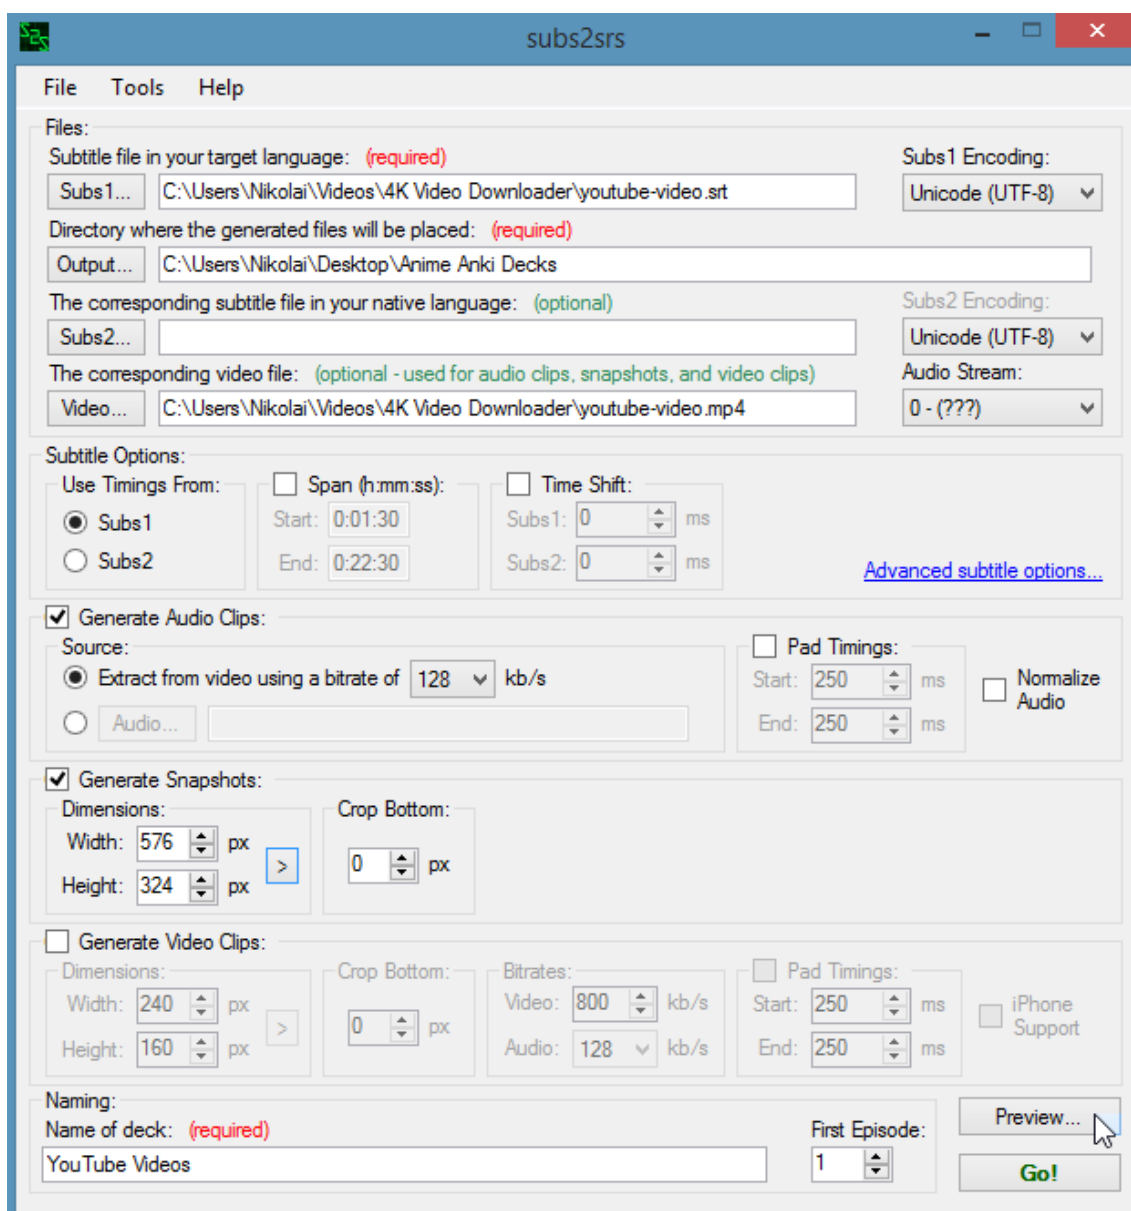 S2S
subs2srs
File Tools Help
Files:
Subtitle file in your target language: (required) Subs1 Encoding:
Subs1... C:\Users\Nikolai\Videos\4K Video Downloader\youtube-video.srt Unicode (UTF-8)
Directory where the generated files will be placed: (required)
Output... C:\Users\Nikolai\Desktop\Anime Anki Decks
The corresponding subtitle file in your native language: (optional) Subs2 Encoding:
Subs2... Unicode (UTF-8)
The corresponding video file: (optional - used for audio clips, snapshots, and video clips) Audio Stream:
Video... C:\Users\Nikolai\Videos\4K Video Downloader\youtube-video.mp4 0 - (???)
Subtitle Options:
Use Timings From: Span (h:mm:ss): Time Shift:
Subs1 Start: 0:01:30 Subs1: 0 ms
Subs2 End: 0:22:30 Subs2: 0 ms Advanced subtitle options...
Generate Audio Clips:
Source: Pad Timings:
Extract from video using a bitrate of 128 kb/s Start: 250 ms Normalize Audio
Audio... End: 250 ms
Generate Snapshots:
Dimensions: Crop Bottom:
Width: 576 px > 0 px
Height: 324 px
Generate Video Clips:
Dimensions: Crop Bottom: Bitrates: Pad Timings:
Width: 240 px > 0 px Video: 800 kb/s Start: 250 ms iPhone Support
Height: 160 px Audio: 128 kb/s End: 250 ms
Naming:
Name of deck: (required) First Episode: Preview...
YouTube Videos 1 Go!